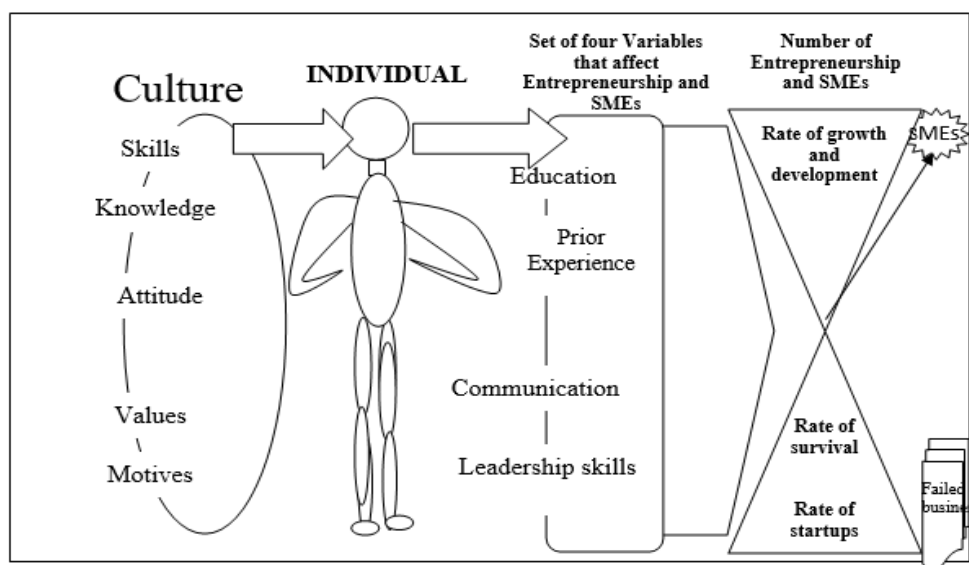 Culture
Skills
Knowledge
Attitude
Values
Motives
INDIVIDUAL
Set of four Variables
that affect
Entrepreneurship and
SMEs
Education
Prior
Experience
Communication
Leadership skills
Number of
Entrepreneurship
and SMEs
Rate of growth
and
development
Rate of
survival
Rate of
startups
sMEs
Failed
busine